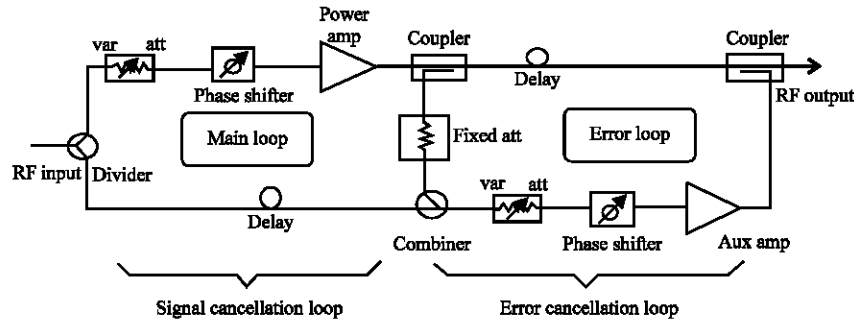 Power
amp
Coupler
Coupler
var att
Delay
Phase shifter
RF output
Main loop
Fixed att
Error loop
RF input
Divider
var att
Delay
Combiner
Phase shifter
Aux amp
Signal cancellation loop
Error cancellation loop